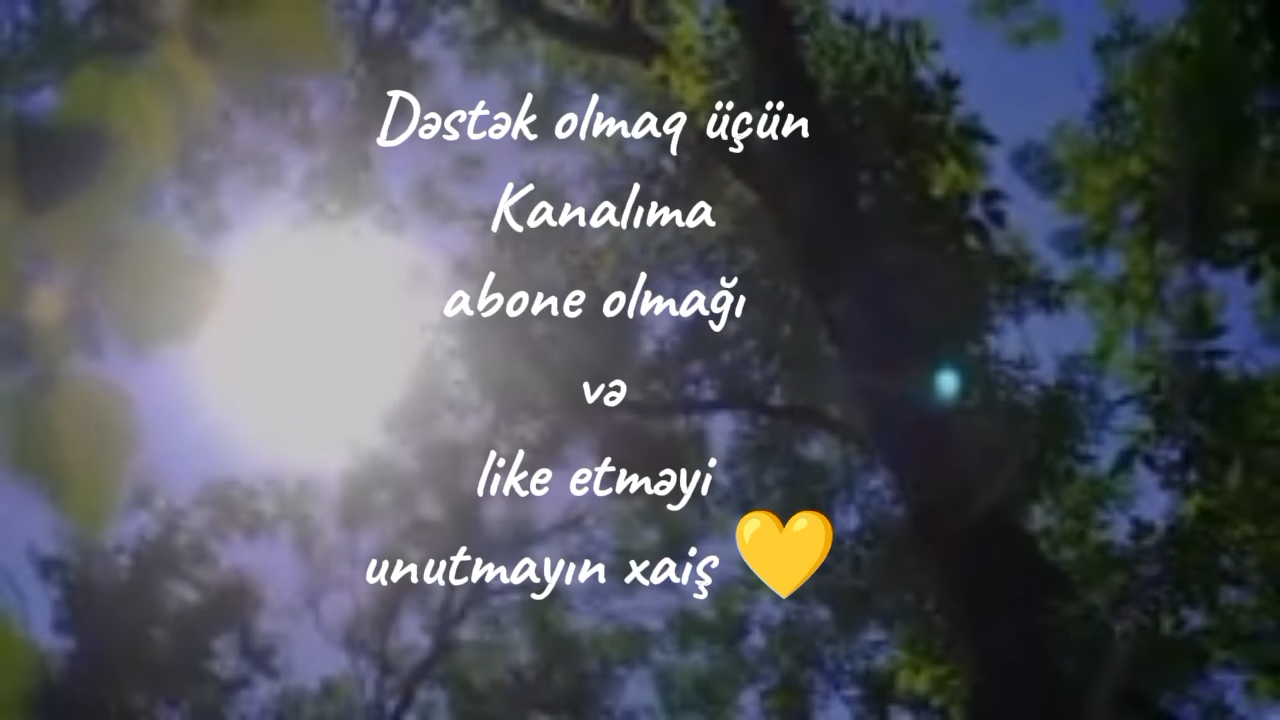 Dəstək olmaq üçün
Kanalıma
abone olmağı
və
like etməyi
unutmayın xaiş 💛